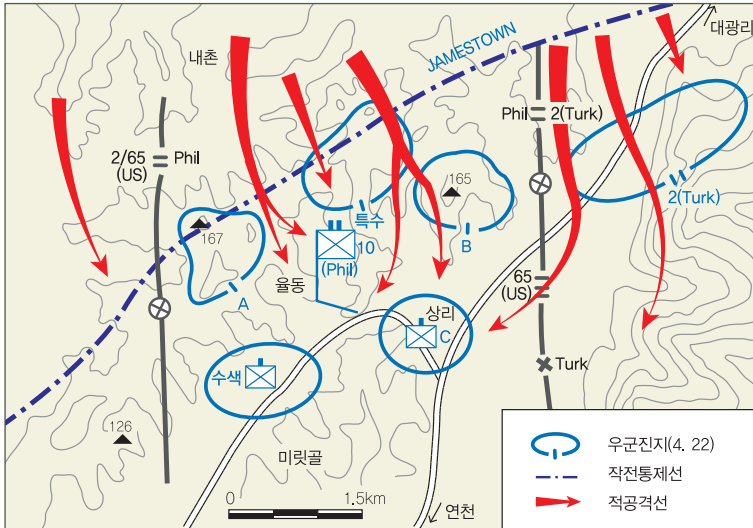 대광리
내촌
JAMESTOWN
2/65
(US)
Phil
Phil
2(Turk)
165
2(Turk)
특수
10
(Phil)
B
167
A
율동
65
(US)
상리
C
수색
Turk
126
미릿골
0
1.5km
연천
우군진지(4. 22)
작전통제선
적공격선